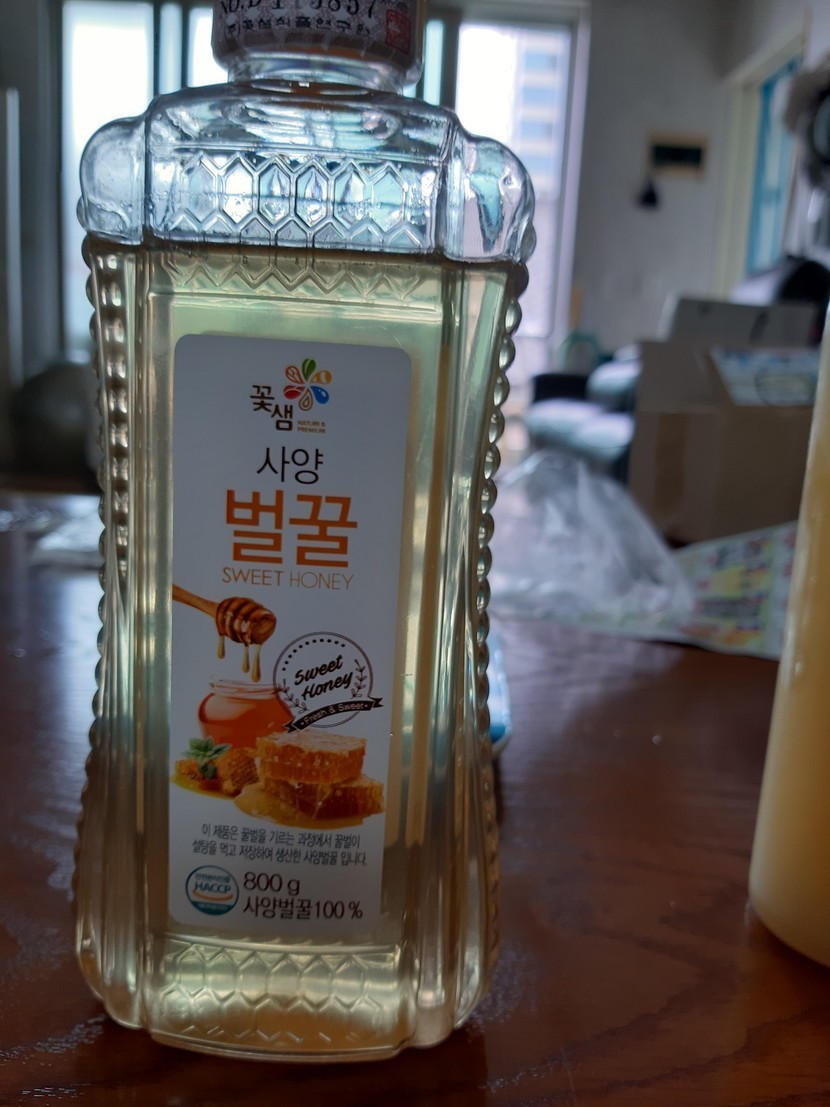 꽃샘
NATURE &
PREMIUM
사양
벌꿀
SWEET HONEY
Sweet
Honey
Fresh & Sweet
이 제품은 꿀벌을 기르는 과정에서 꿀벌이
설탕을 먹고 저장하여 생산한 사양벌꿀 입니다.
HACCP
800 g
사양벌꿀100 %